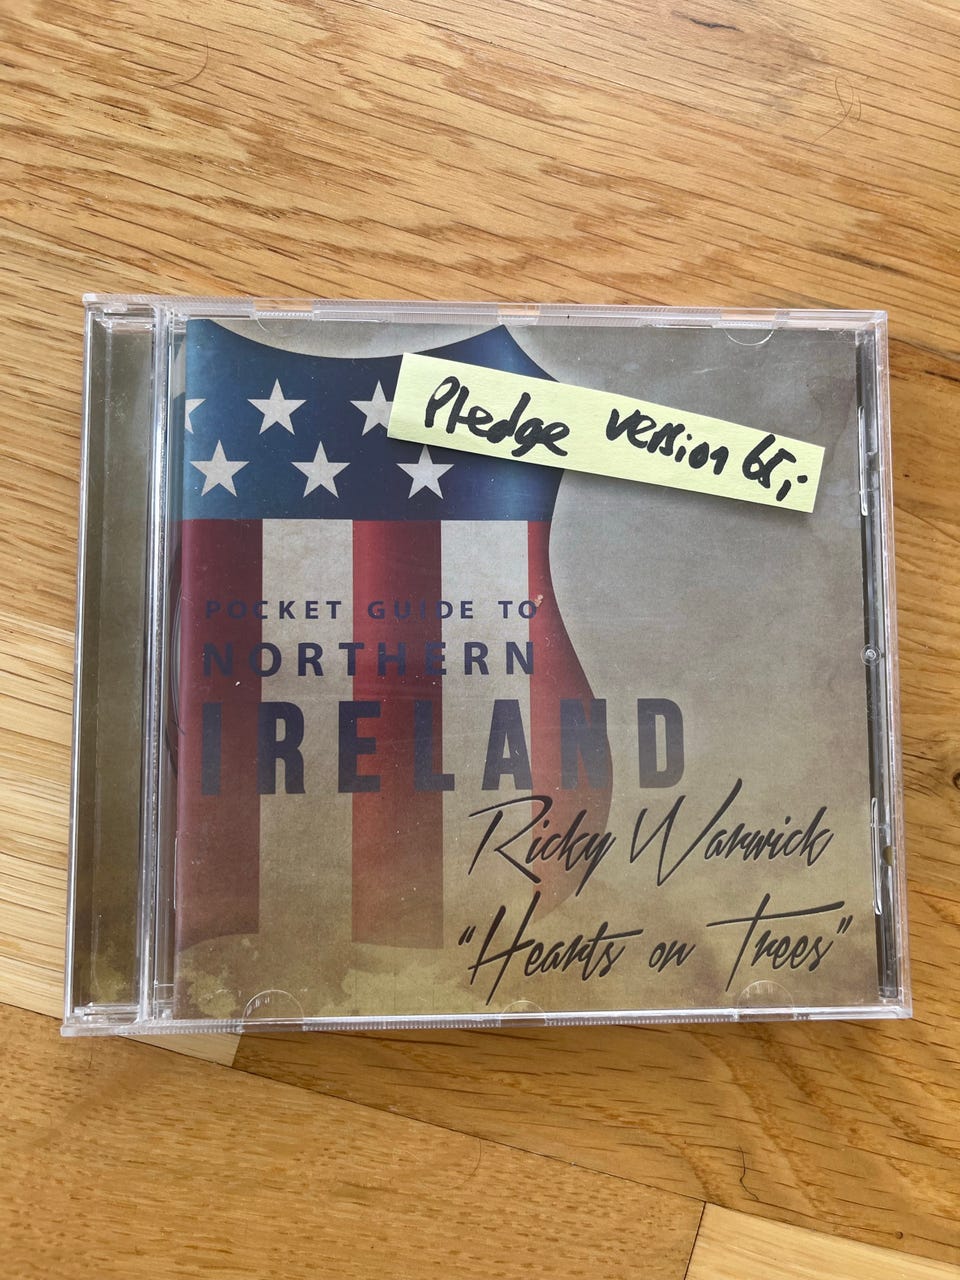 Pledge version 65:-
POCKET GUIDE TO
NORTHERN
IRELAND
Ricky Warwick
"Hearts on Trees"